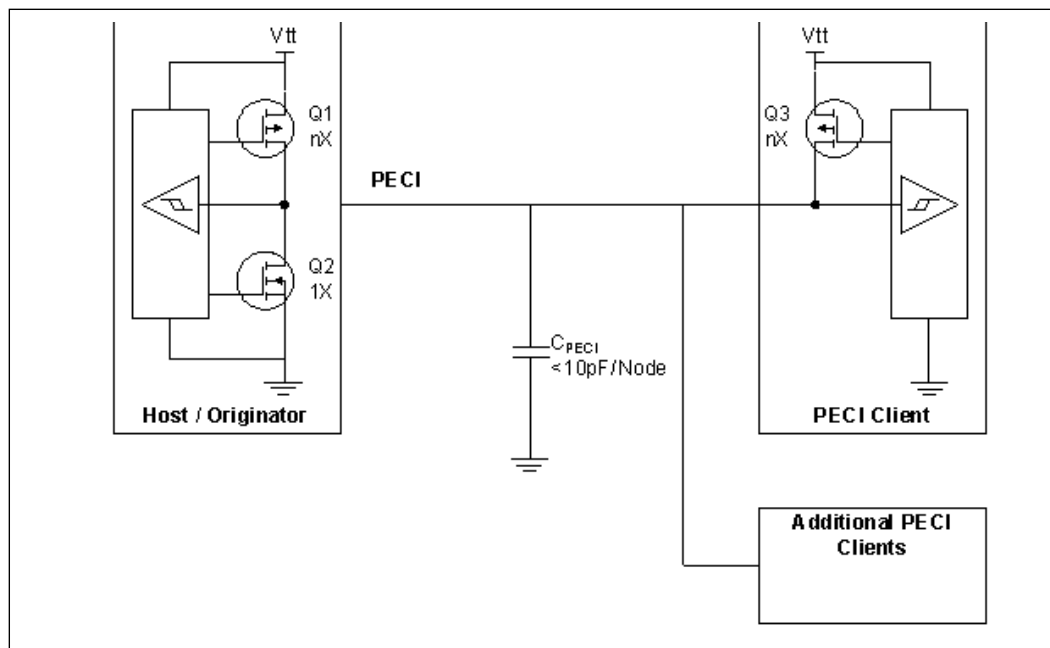 Vtt
Q1
nX
Q2
1X
Host / Originator
PECI
CPECI
<10pF/Node
Vtt
Q3
nX
PECI Client
Additional PECI
Clients